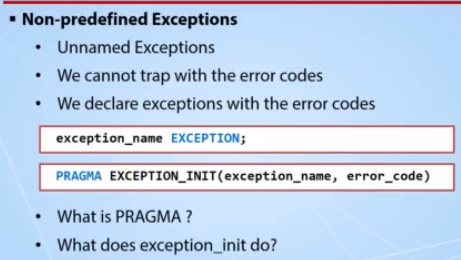 ▪ Non-predefined Exceptions
• Unnamed Exceptions
• We cannot trap with the error codes
• We declare exceptions with the error codes
exception_name EXCEPTION;
PRAGMA EXCEPTION_INIT(exception_name, error_code)
• What is PRAGMA ?
• What does exception_init do?